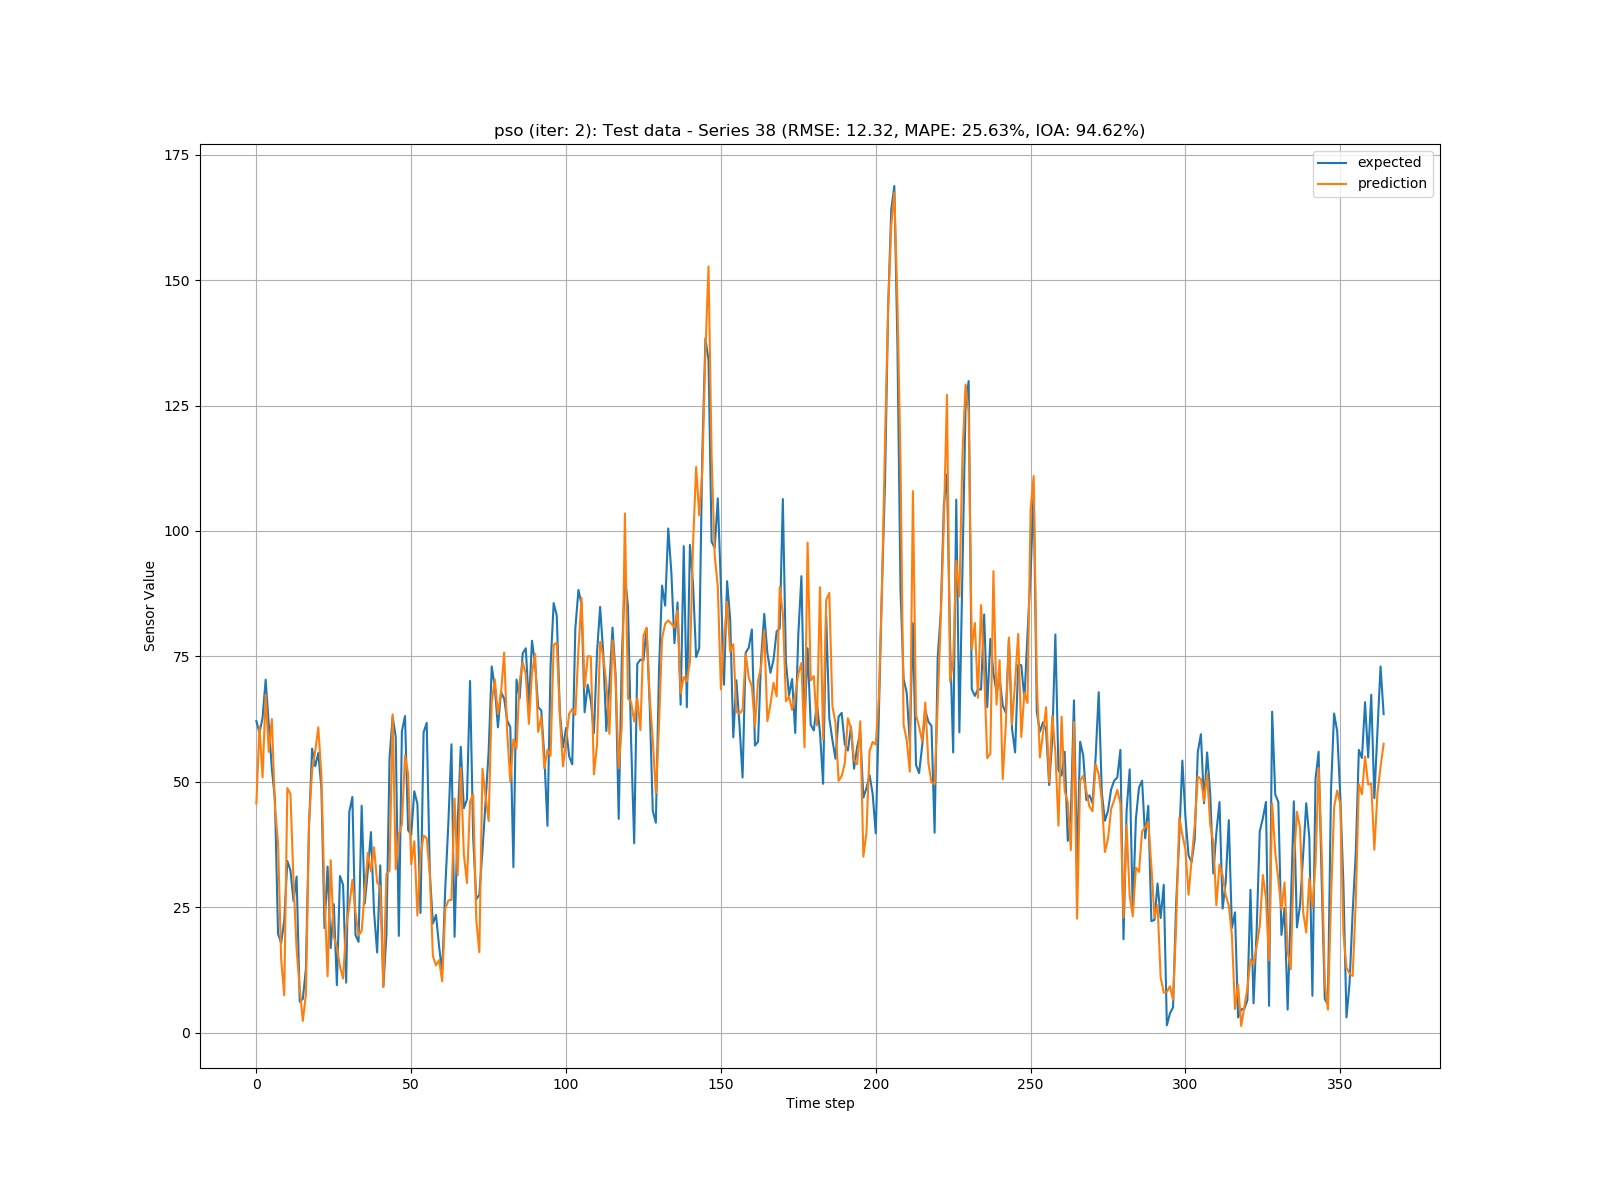 pso (iter: 2): Test data - Series 38 (RMSE: 12.32, MAPE: 25.63%, IOA: 94.62%)
expected
prediction
175
150
125
100
75
50
25
0
Sensor Value
0 50 100 150 200 250 300 350
Time step